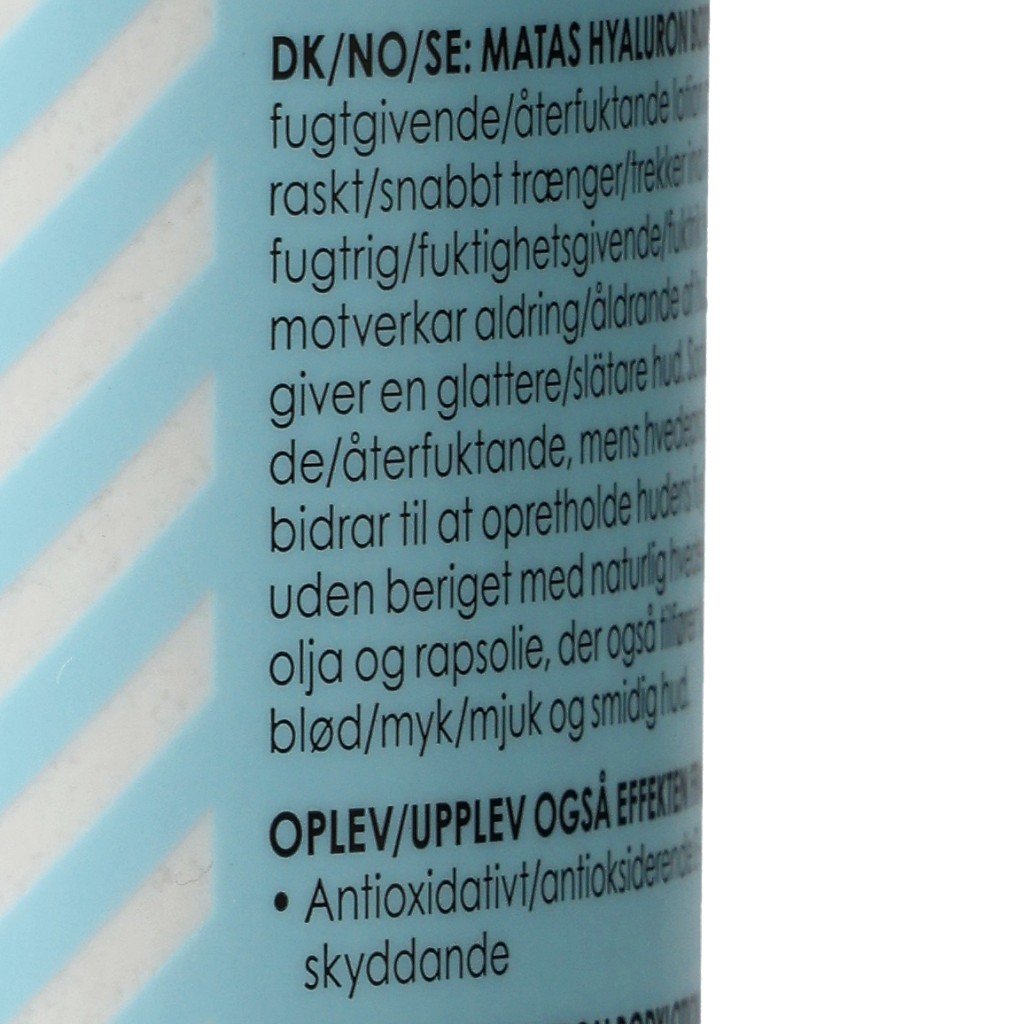 DK/NO/SE: MATAS HYALURON
fugtgivende/återfuktande
raskt/snabbt trænger/trekker
fugtrig/fuktighetsgivende/
motverkar aldring/åldrande af
giver en glattere/slätare hud.
de/återfuktande, mens
bidrar til at opretholde hudens
uden beriget med naturlig
olja og rapsolie, der også
blød/myk/mjuk og smidig hud.
OPLEV/UPPLEV OGSÅ EFFEKTEN
• Antioxidativt/antioksiderende
skyddande